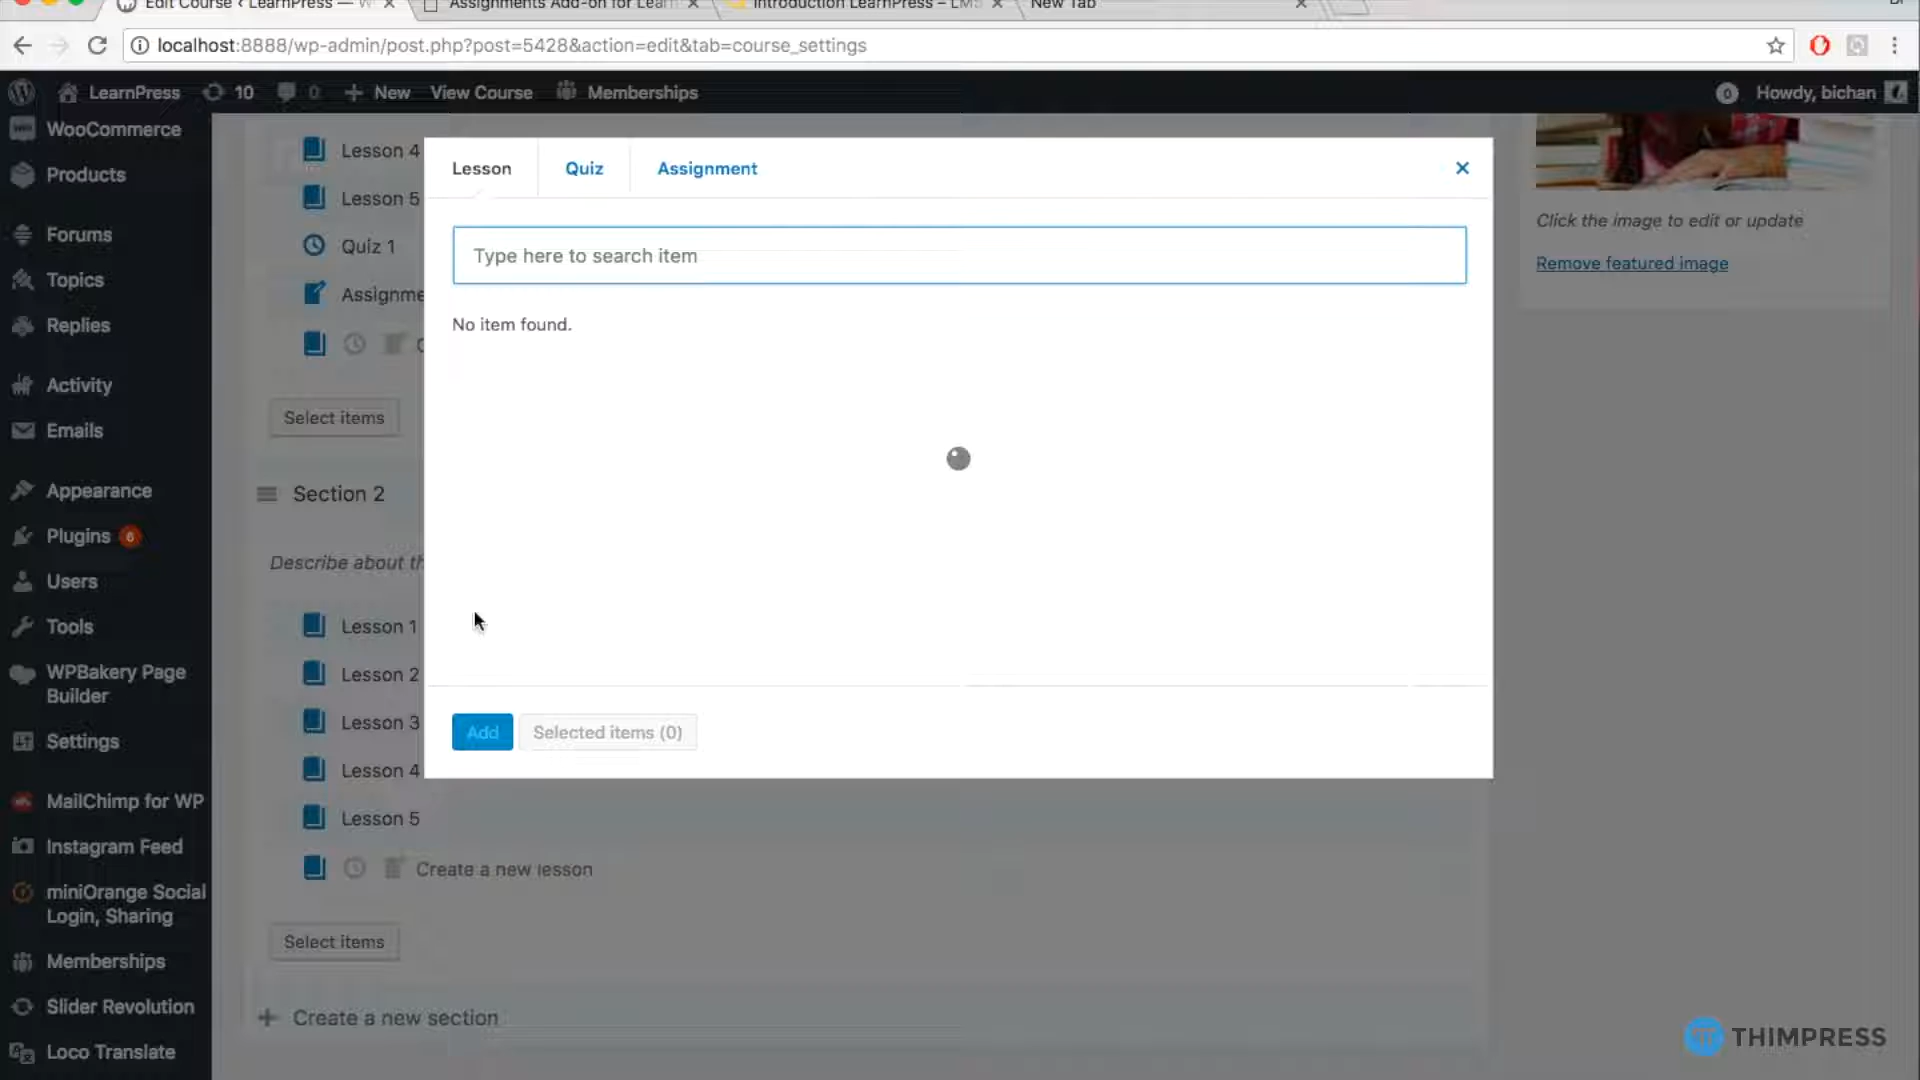 Edit Course ‹ LearnPress — W
Assignments Add-on for Learn
Introduction LearnPress – LMS
New Tab
localhost:8888/wp-admin/post.php?post=5428&action=edit&tab=course_settings
LearnPress 10 0 New View Course Memberships
0 Howdy, bichan
WooCommerce
Products
Forums
Topics
Replies
Activity
Emails
Appearance
Plugins 6
Users
Tools
WPBakery Page
Builder
Settings
MailChimp for WP
Instagram Feed
miniOrange Social
Login, Sharing
Memberships
Slider Revolution
Loco Translate
Lesson 4
Lesson 5
Quiz 1
Assignme
Select items
Section 2
Describe about th
Lesson 1
Lesson 2
Lesson 3
Lesson 4
Lesson 5
Create a new lesson
Select items
Create a new section
Lesson Quiz Assignment
Type here to search item
No item found.
Add Selected items (0)
Click the image to edit or update
Remove featured image
THIMPRESS